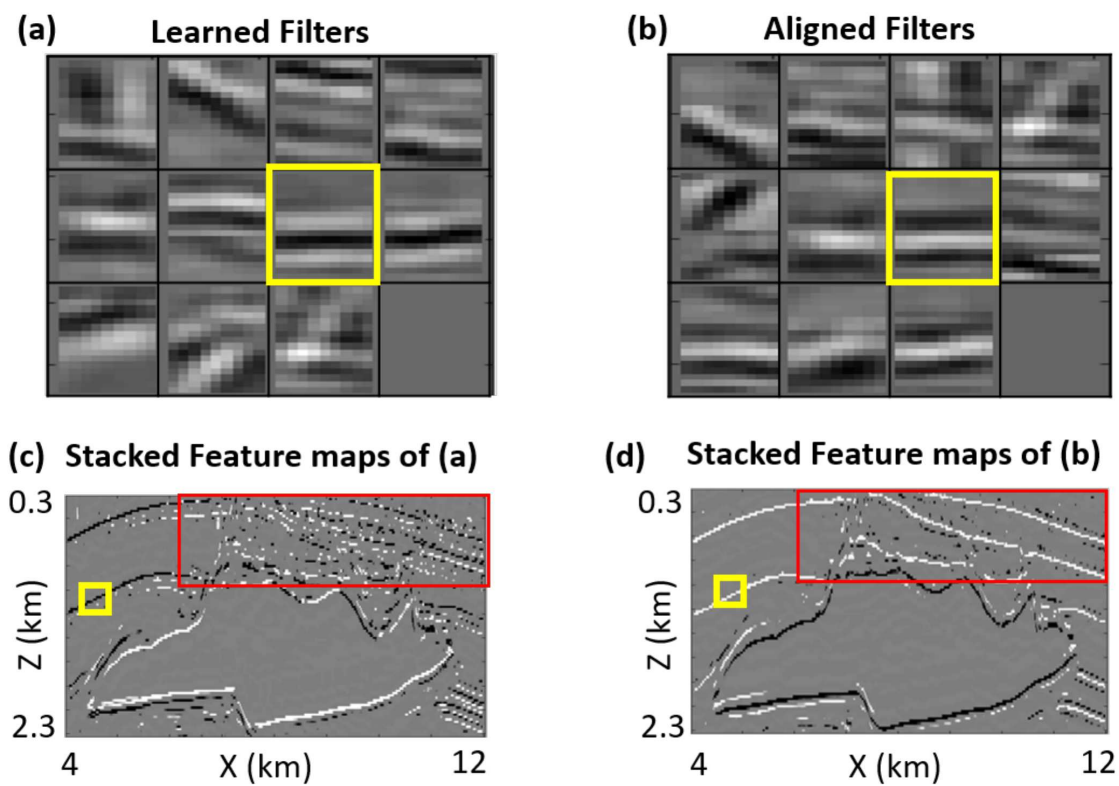 (a) Learned Filters
(b) Aligned Filters
(c) Stacked Feature maps of (a)
0.3
Z (km)
2.3
4 X (km) 12
(d) Stacked Feature maps of (b)
0.3
Z (km)
2.3
4 X (km) 12